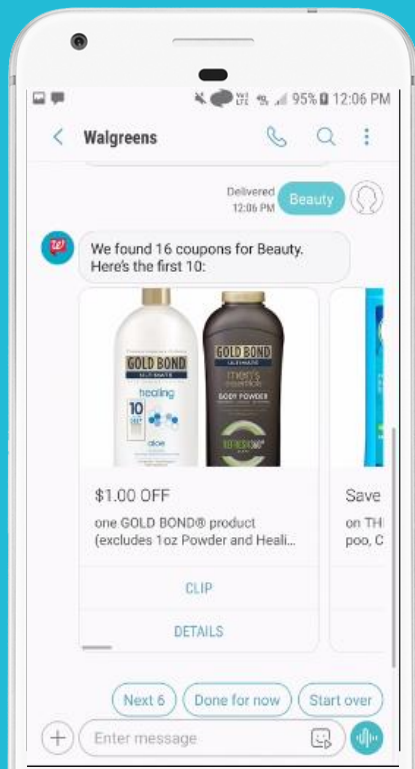 95% 12:06 PM
Walgreens
Delivered
12:06 PM
Beauty
We found 16 coupons for Beauty.
Here's the first 10:
GOLD BOND
ULTIMATE
healing
10
aloe
GOLD BOND
ULTIMATE
men's
essentials
BODY POWDER
$1.00 OFF
one GOLD BOND® product
(excludes 1oz Powder and Heali...
CLIP
DETAILS
Save
on TH
poo, C
Next 6
Done for now
Start over
Enter message